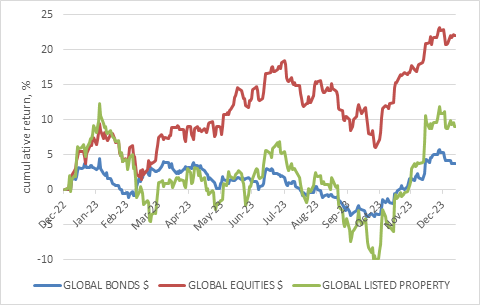 cumulative return, %
25
20
15
10
5
0
-5
-10
Dec-22
Jan-23
Feb-23
Mar-23
Apr-23
May-23
Jun-23
Jul-23
Aug-23
Sep-23
Oct-23
Nov-23
Dec-23
GLOBAL BONDS $ GLOBAL EQUITIES $ GLOBAL LISTED PROPERTY